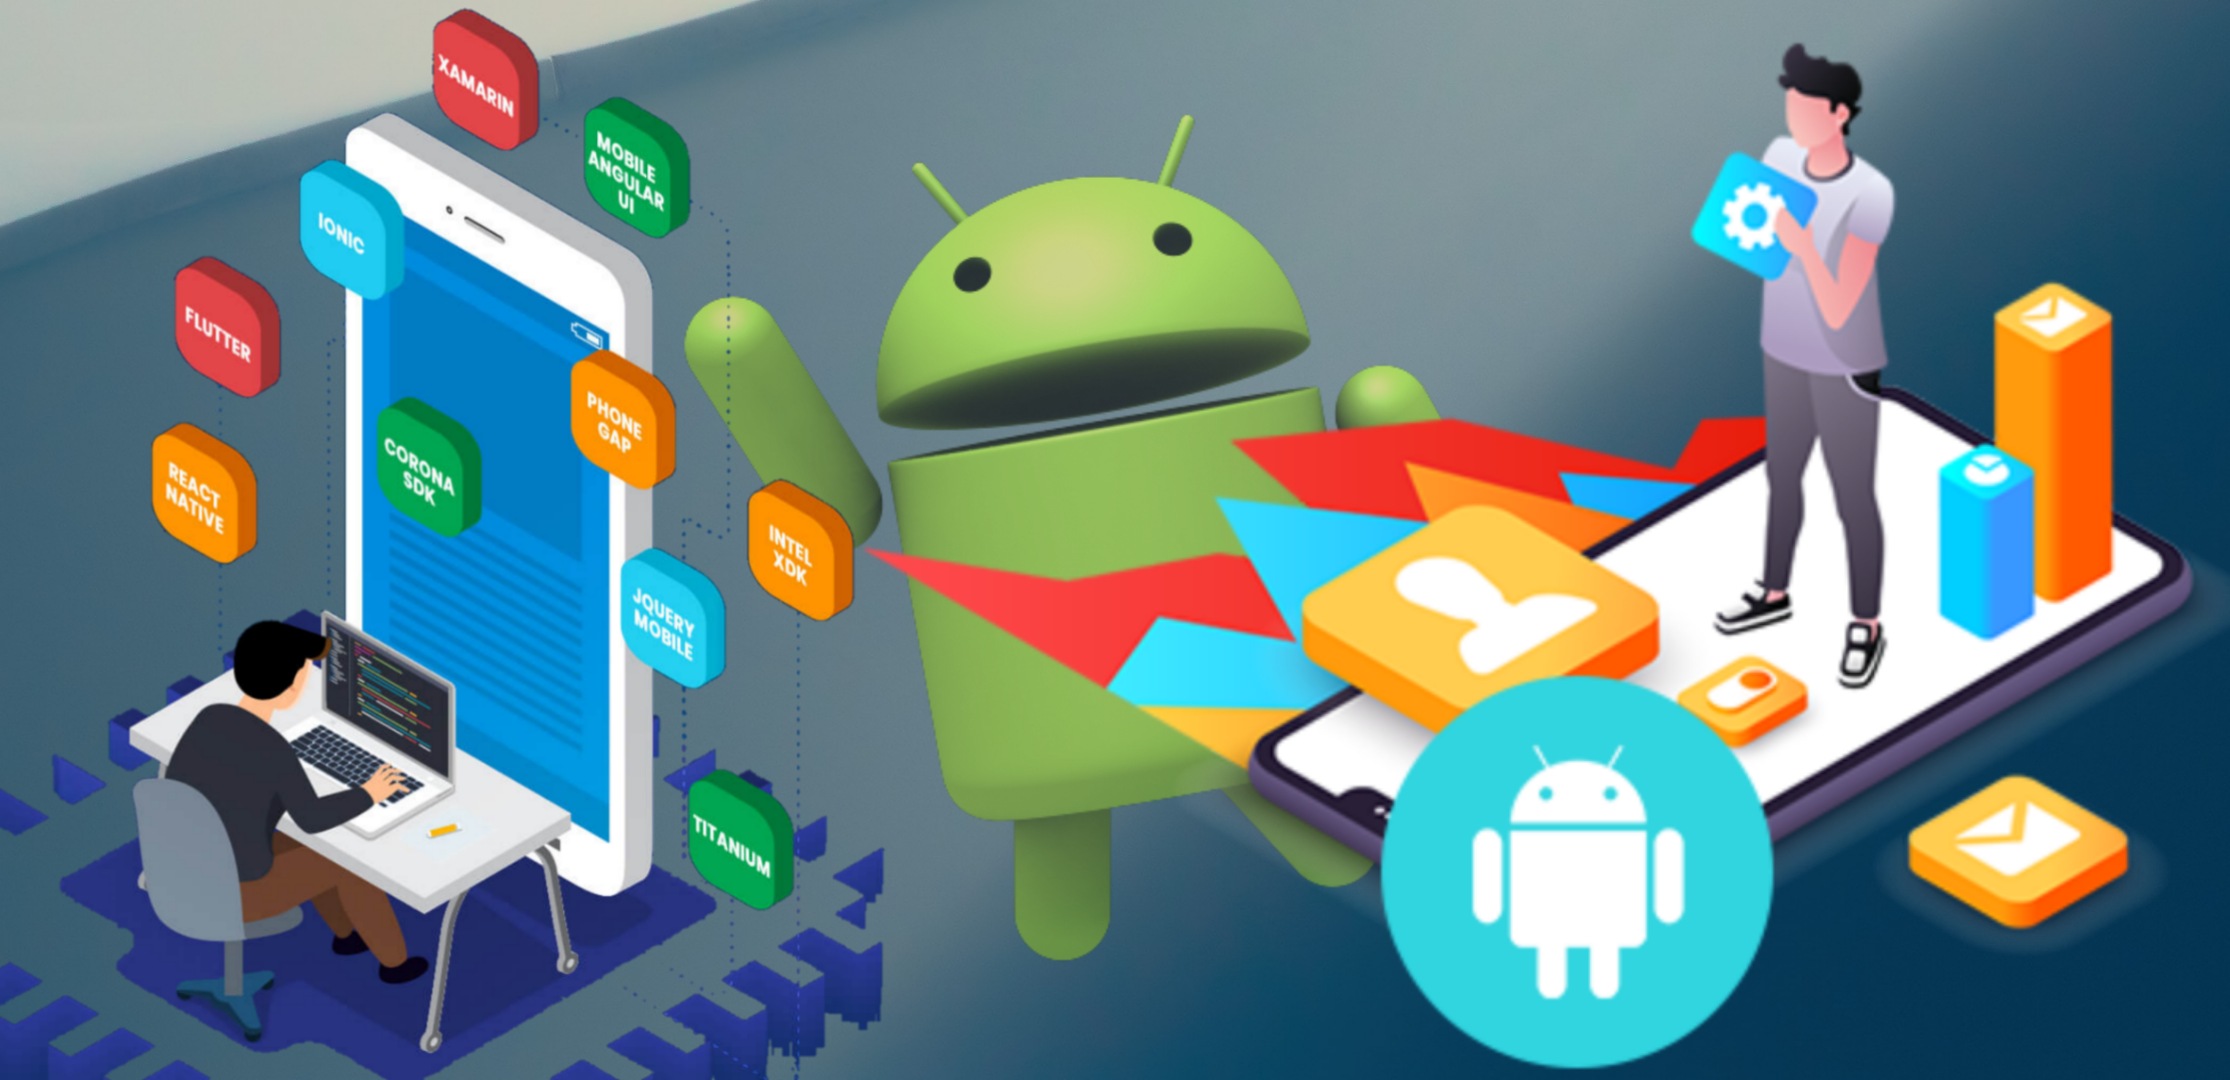 XAMARIN
MOBILE
ANGULAR
UI
IONIC
FLUTTER
PHONE
GAP
CORONA
SDK
REACT
NATIVE
INTEL
XDK
JQUERY
MOBILE
TITANIUM